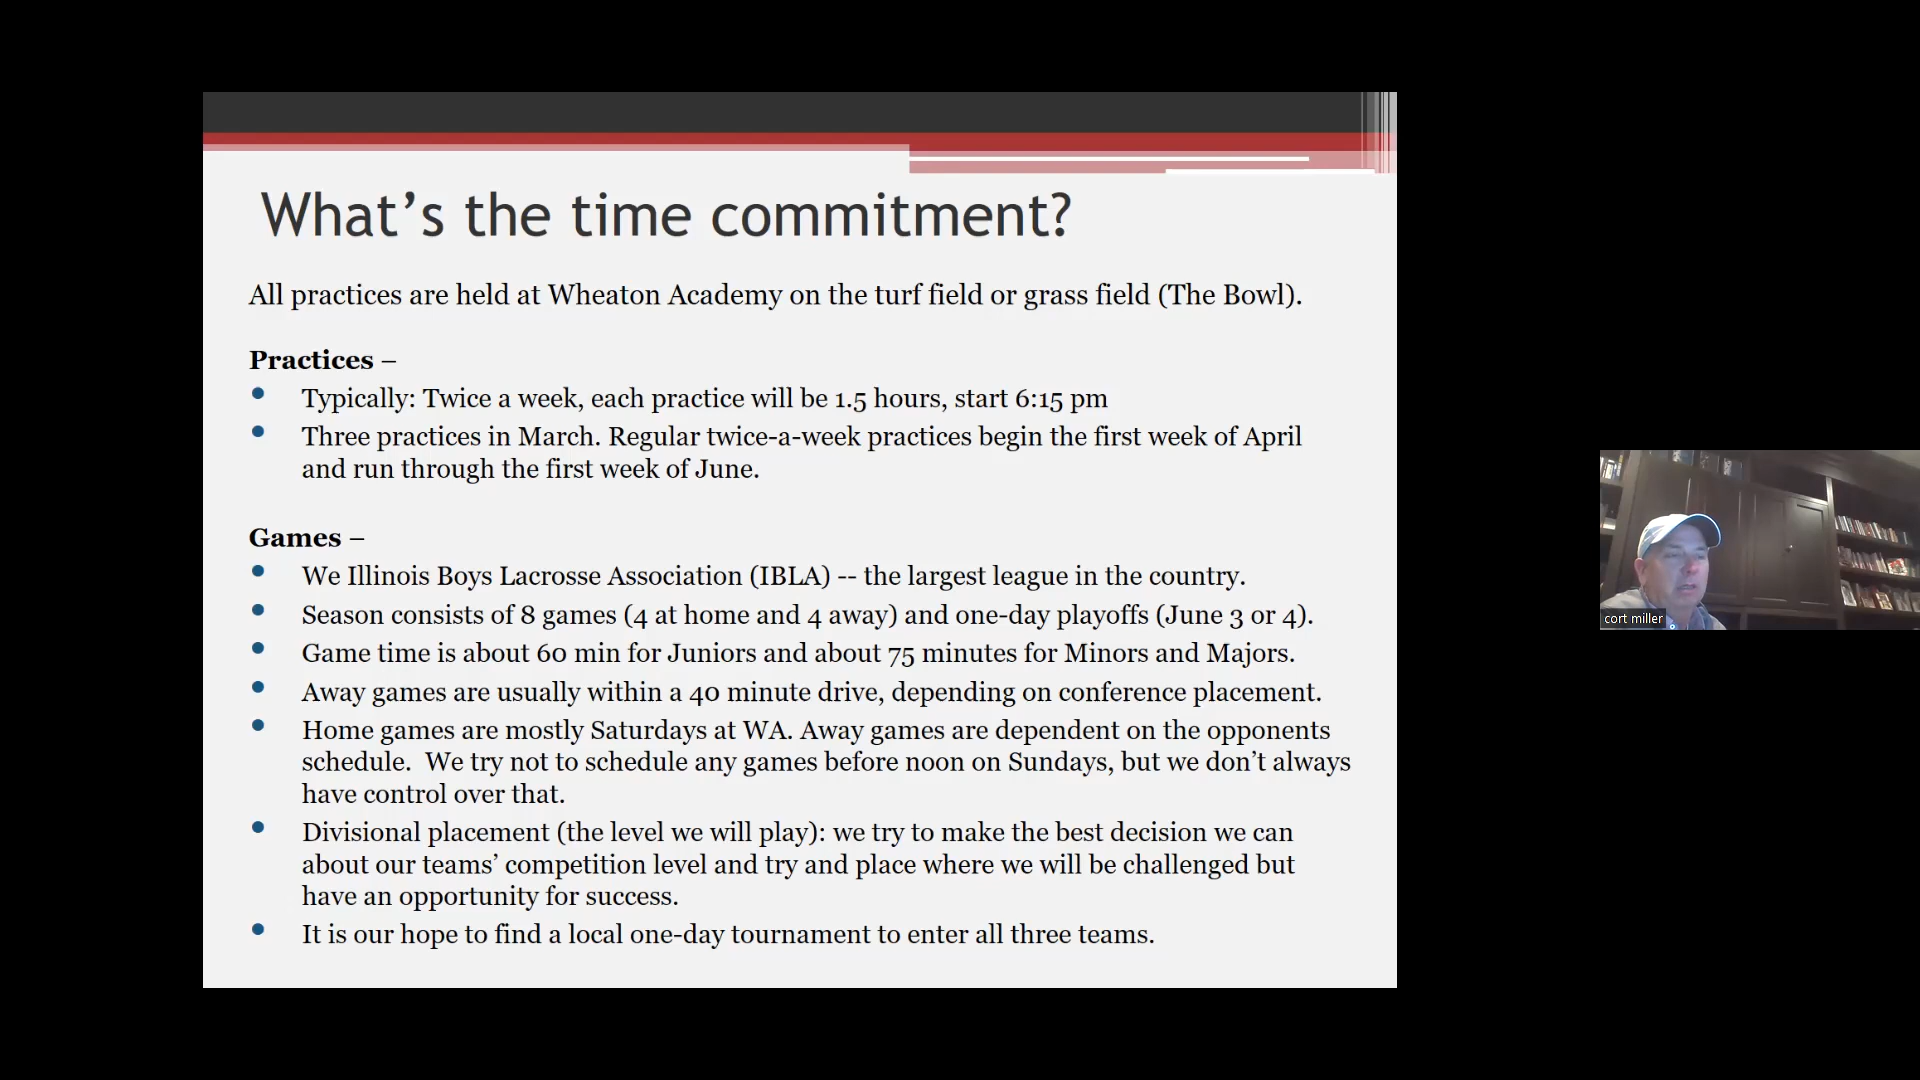 What's the time commitment?
All practices are held at Wheaton Academy on the turf field or grass field (The Bowl).
Practices –
Typically: Twice a week, each practice will be 1.5 hours, start 6:15 pm
Three practices in March. Regular twice-a-week practices begin the first week of April
and run through the first week of June.
Games –
We Illinois Boys Lacrosse Association (IBLA) -- the largest league in the country.
Season consists of 8 games (4 at home and 4 away) and one-day playoffs (June 3 or 4).
Game time is about 60 min for Juniors and about 75 minutes for Minors and Majors.
Away games are usually within a 40 minute drive, depending on conference placement.
Home games are mostly Saturdays at WA. Away games are dependent on the opponents
schedule.  We try not to schedule any games before noon on Sundays, but we don't always
have control over that.
Divisional placement (the level we will play): we try to make the best decision we can
about our teams' competition level and try and place where we will be challenged but
have an opportunity for success.
It is our hope to find a local one-day tournament to enter all three teams.
cort miller